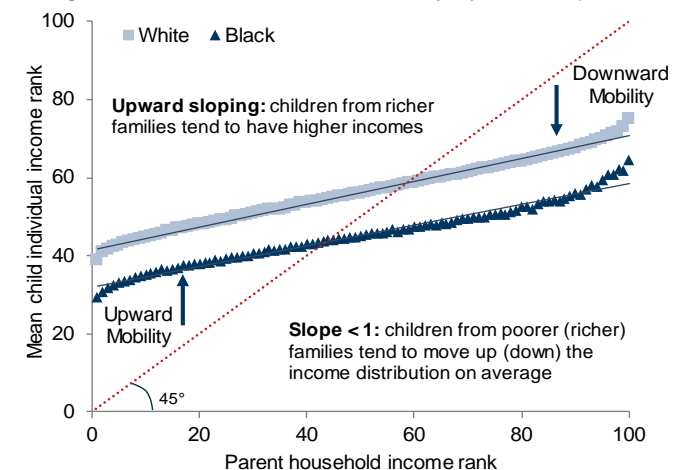 100
White
Black
Downward
Mobility
80
Upward sloping: children from richer
families tend to have higher incomes
60
40
Upward
Mobility
20
Slope < 1: children from poorer (richer)
families tend to move up (down) the
income distribution on average
45°
0
0
20
40
60
80
100
Mean child individual income rank
Parent household income rank